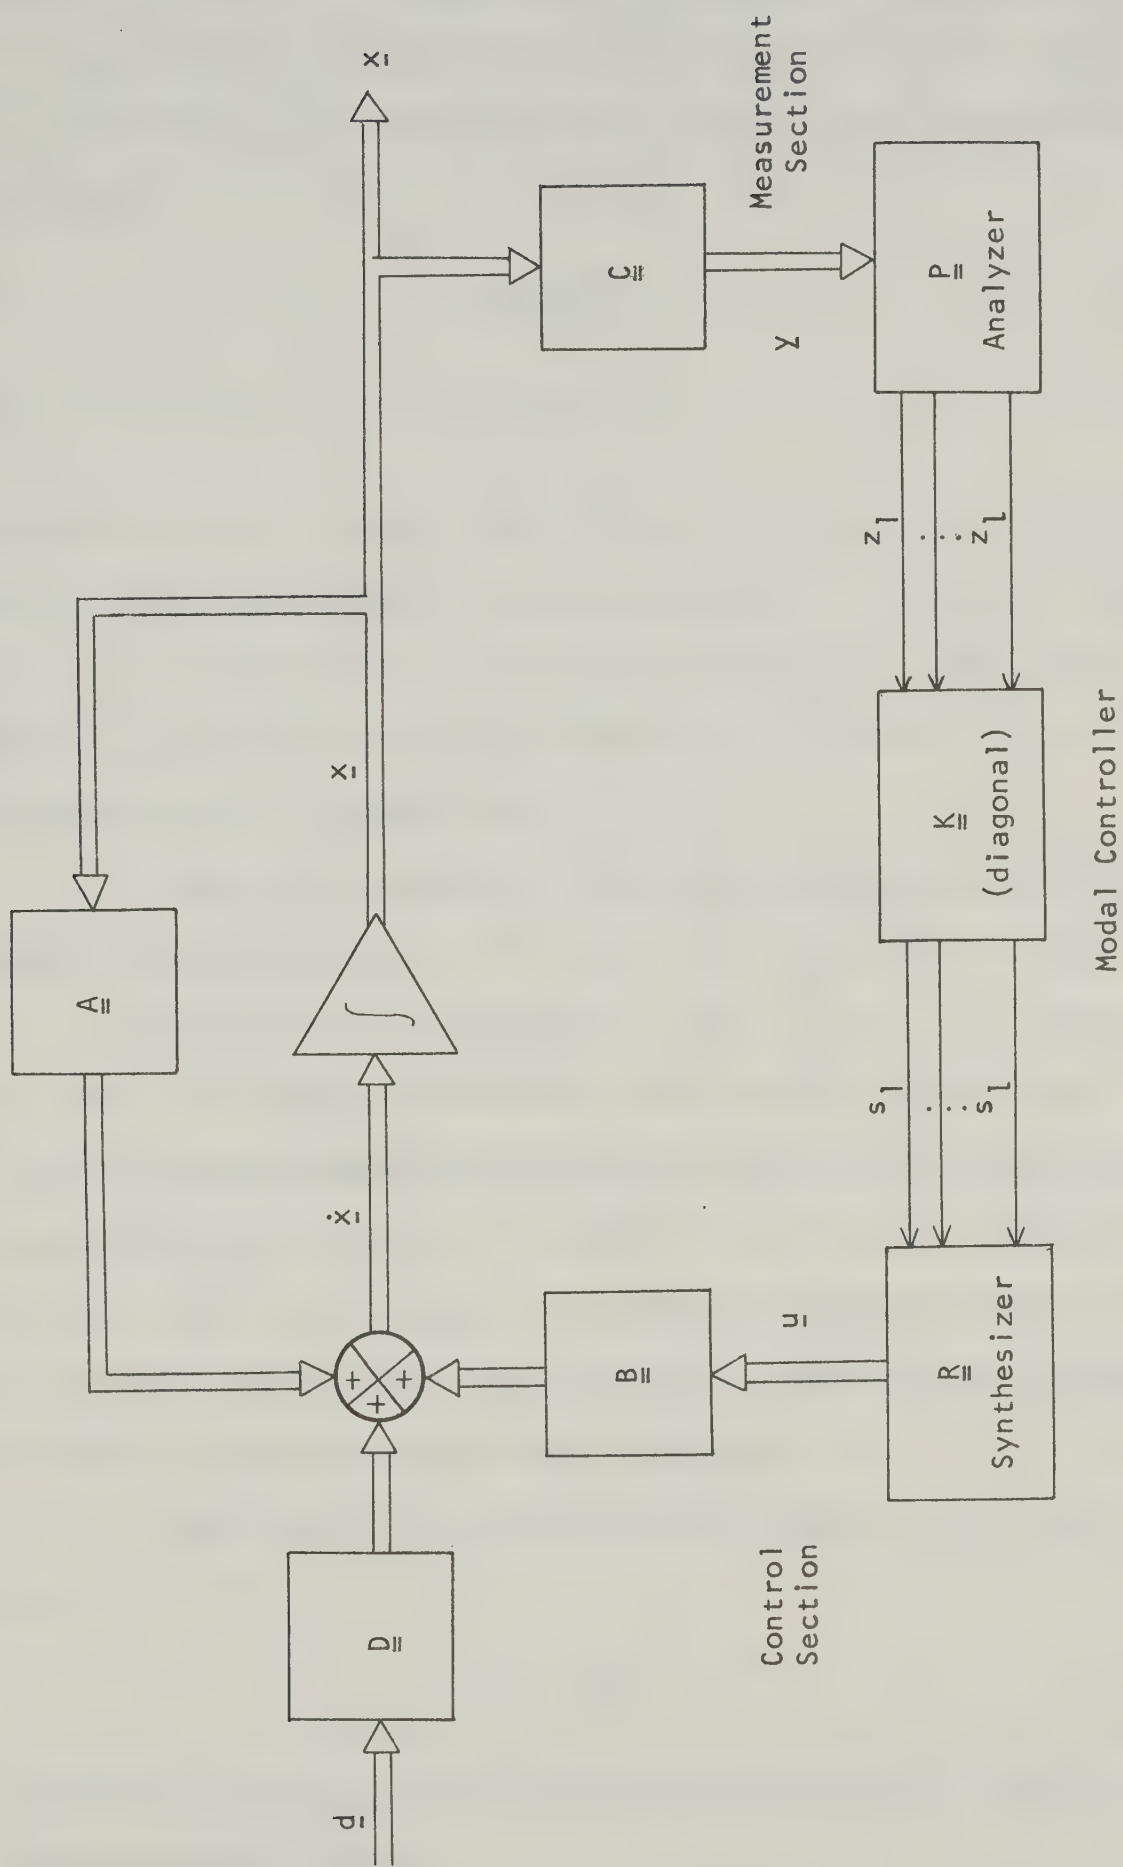 A
d
D
+
+
+
ẋ
∫
x
x
B
C
Control
Section
u
y
Measurement
Section
R
Synthesizer
s1
...
sl
K
(diagonal)
z1
...
zl
P
Analyzer
Modal Controller